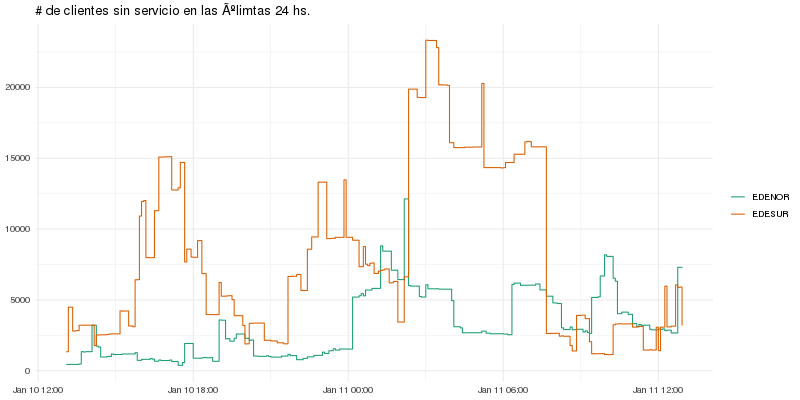 # de clientes sin servicio en las Ãºlimtas 24 hs.
20000
15000
10000
5000
0
Jan 10 12:00
Jan 10 18:00
Jan 11 00:00
Jan 11 06:00
Jan 11 12:00
EDENOR
EDESUR